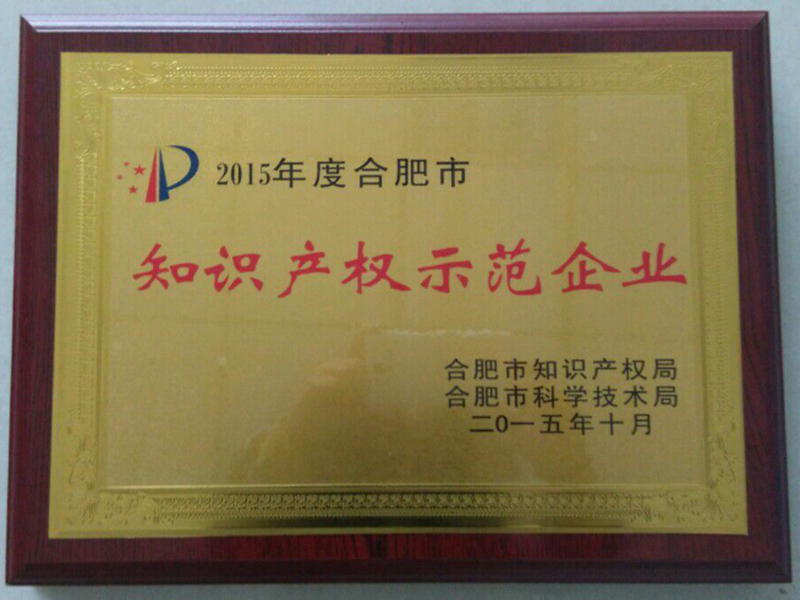 2015年度合肥市
知识产权示范企业
合肥市知识产权局
合肥市科学技术局
二0一五年十月